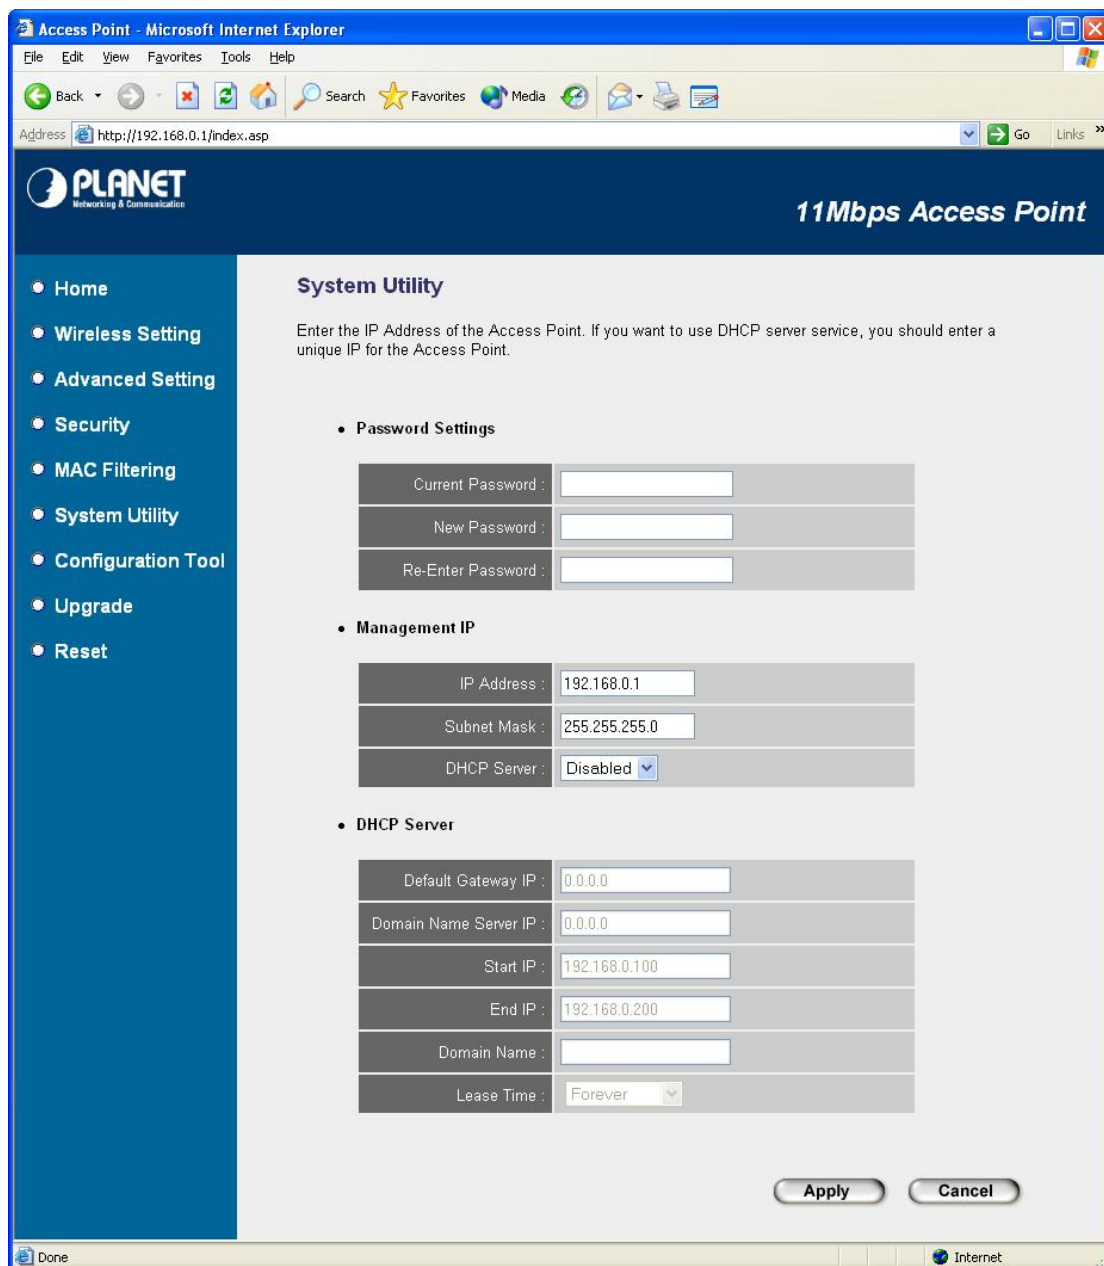 Access Point - Microsoft Internet Explorer
File Edit View Favorites Tools Help
Back Search Favorites Media
Address http://192.168.0.1/index.asp Go Links »
PLANET
Networking & Communication
11Mbps Access Point
Home
Wireless Setting
Advanced Setting
Security
MAC Filtering
System Utility
Configuration Tool
Upgrade
Reset
System Utility
Enter the IP Address of the Access Point. If you want to use DHCP server service, you should enter a
unique IP for the Access Point.
• Password Settings
Current Password :
New Password :
Re-Enter Password :
• Management IP
IP Address : 192.168.0.1
Subnet Mask : 255.255.255.0
DHCP Server : Disabled
• DHCP Server
Default Gateway IP : 0.0.0.0
Domain Name Server IP : 0.0.0.0
Start IP : 192.168.0.100
End IP : 192.168.0.200
Domain Name :
Lease Time : Forever
Apply Cancel
Done Internet